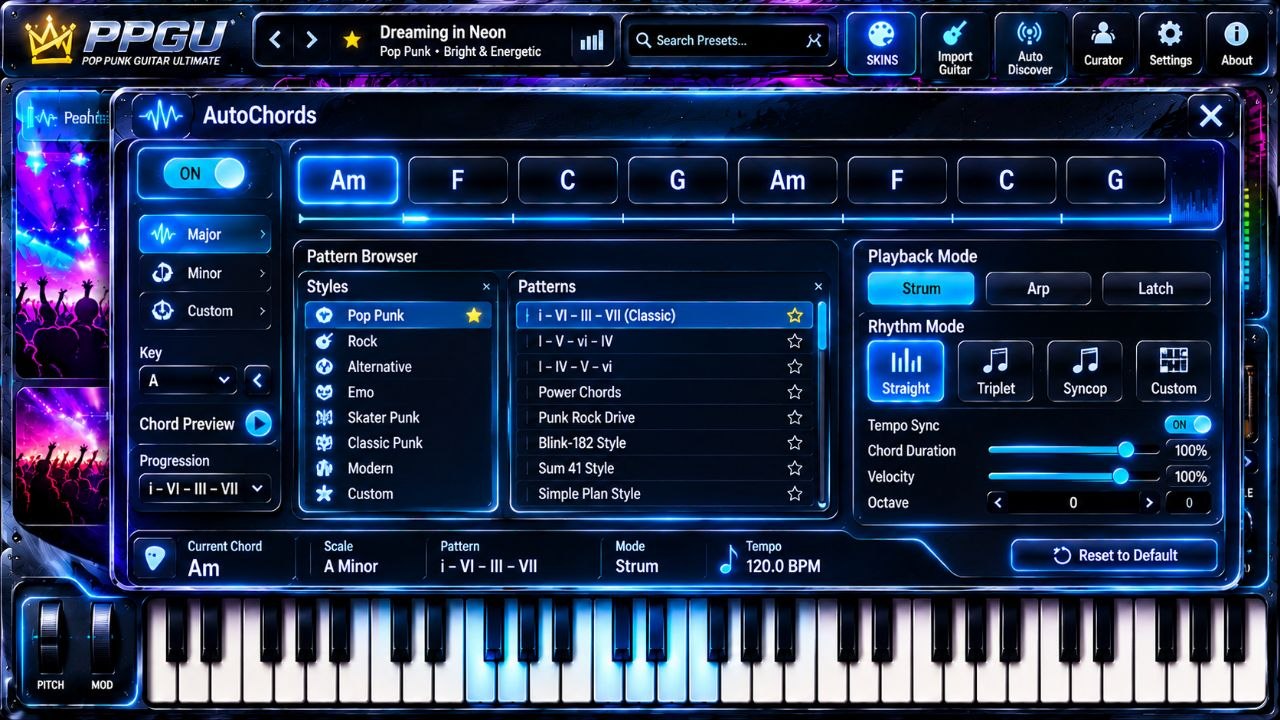 PPGU
POP PUNK GUITAR ULTIMATE
Dreaming in Neon
Pop Punk • Bright & Energetic
Search Presets...
SKINS
Import
Guitar
Auto
Discover
Curator
Settings
About
AutoChords
ON
Am
F
C
G
Am
F
C
G
Major
Minor
Custom
Key
A
Chord Preview
Progression
i – VI – III – VII
Pattern Browser
Styles
Pop Punk
Rock
Alternative
Emo
Skater Punk
Classic Punk
Modern
Custom
Patterns
i – VI – III – VII (Classic)
I – V – vi – IV
I – IV – V – vi
Power Chords
Punk Rock Drive
Blink-182 Style
Sum 41 Style
Simple Plan Style
Playback Mode
Strum
Arp
Latch
Rhythm Mode
Straight
Triplet
Syncop
Custom
Tempo Sync
ON
Chord Duration
100%
Velocity
100%
Octave
0
0
Current Chord
Am
Scale
A Minor
Pattern
i – VI – III – VII
Mode
Strum
Tempo
120.0 BPM
Reset to Default
PITCH
MOD